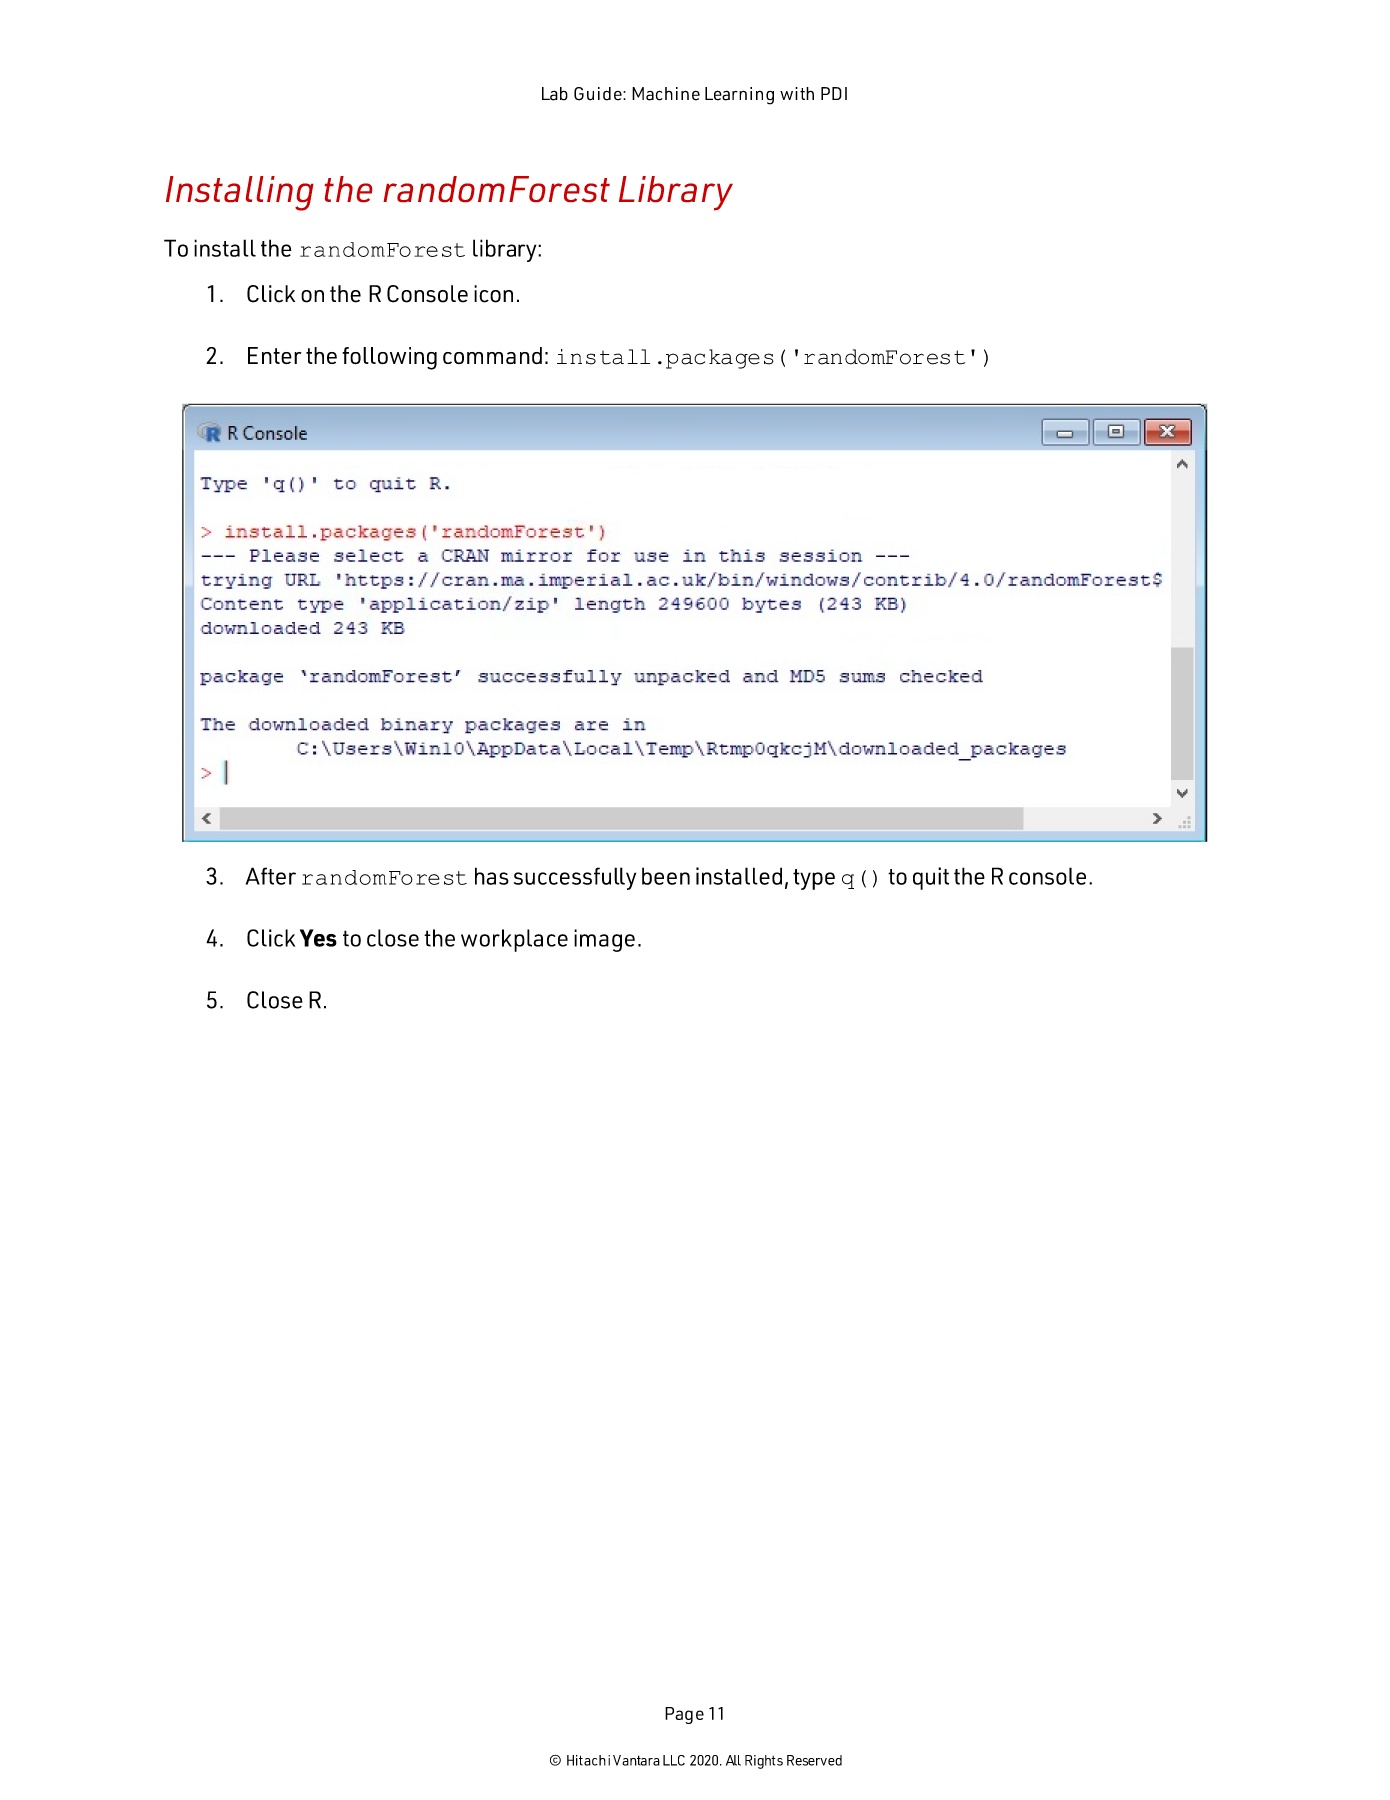 Lab Guide: Machine Learning with PDI
Installing the randomForest Library
To install the randomForest library:
1. Click on the R Console icon.
2. Enter the following command: install.packages('randomForest')
R Console
Type 'q()' to quit R.
> install.packages('randomForest')
--- Please select a CRAN mirror for use in this session ---
trying URL 'https://cran.ma.imperial.ac.uk/bin/windows/contrib/4.0/randomForest$
Content type 'application/zip' length 249600 bytes (243 KB)
downloaded 243 KB
package ‘randomForest’ successfully unpacked and MD5 sums checked
The downloaded binary packages are in
C:\Users\Win10\AppData\Local\Temp\Rtmp0qkcjM\downloaded_packages
>
3. After randomForest has successfully been installed, type q() to quit the R console.
4. Click Yes to close the workplace image.
5. Close R.
Page 11
© Hitachi Vantara LLC 2020. All Rights Reserved